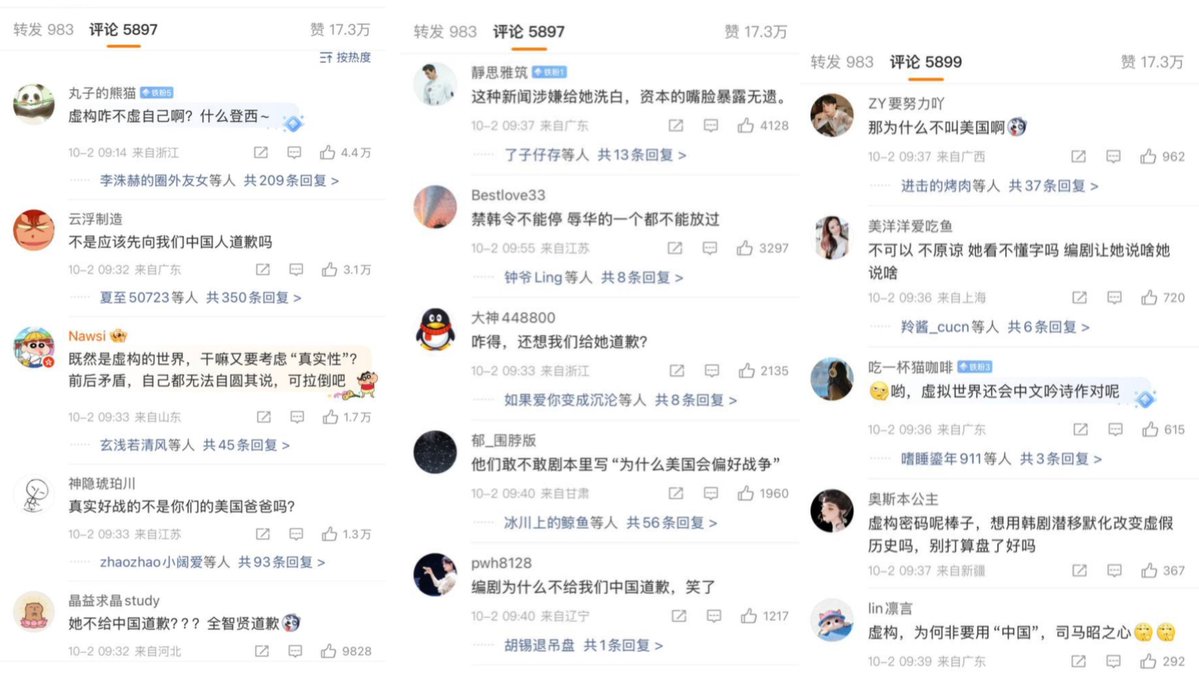 转发 983 评论 5897 赞 17.3万
按热度
丸子的熊猫 铁粉5
虚构咋不虚自己啊？什么登西～
10-2 09:14 来自浙江 4.4万
李洙赫的圈外友女等人 共209条回复 >
云浮制造
不是应该先向我们中国人道歉吗
10-2 09:32 来自广东 3.1万
夏至50723等人 共350条回复 >
Nawsi
既然是虚构的世界，干嘛又要考虑“真实性”？
前后矛盾，自己都无法自圆其说，可拉倒吧
10-2 09:33 来自山东 1.7万
玄浅若清风等人 共45条回复 >
神隐琥珀川
真实好战的不是你们的美国爸爸吗?
10-2 09:33 来自江苏 1.3万
zhaozhao小阔爱等人 共93条回复 >
晶益求晶study
她不给中国道歉？？？全智贤道歉
10-2 09:32 来自河北 9828
转发 983 评论 5897 赞 17.3万
靜思雅筑 铁粉1
这种新闻涉嫌给她洗白，资本的嘴脸暴露无遗。
10-2 09:37 来自广东 4128
了子仔存等人 共13条回复 >
Bestlove33
禁韩令不能停 辱华的一个都不能放过
10-2 09:55 来自江苏 3297
钟爷Ling等人 共8条回复 >
大神448800
咋得，还想我们给她道歉？
10-2 09:33 来自浙江 2135
如果爱你变成沉沦等人 共8条回复 >
郁_围脖版
他们敢不敢剧本里写“为什么美国会偏好战争”
10-2 09:40 来自甘肃 1960
冰川上的鲸鱼等人 共56条回复 >
pwh8128
编剧为什么不给我们中国道歉，笑了
10-2 09:40 来自辽宁 1217
胡锡退吊盘 共1条回复 >
转发 983 评论 5899 赞 17.3万
ZY要努力吖
那为什么不叫美国啊
10-2 09:37 来自广西 962
进击的烤肉等人 共37条回复 >
美洋洋爱吃鱼
不可以 不原谅 她看不懂字吗 编剧让她说啥她
说啥
10-2 09:36 来自上海 720
羚酱_cucn等人 共6条回复 >
吃一杯猫咖啡 铁粉3
哟，虚拟世界还会中文吟诗作对呢
10-2 09:36 来自广东 615
嗜睡鎏年911等人 共3条回复 >
奥斯本公主
虚构密码呢棒子，想用韩剧潜移默化改变虚假
历史吗，别打算盘了好吗
10-2 09:37 来自新疆 367
lin凛言
虚构，为何非要用“中国”，司马昭之心
10-2 09:39 来自广东 292